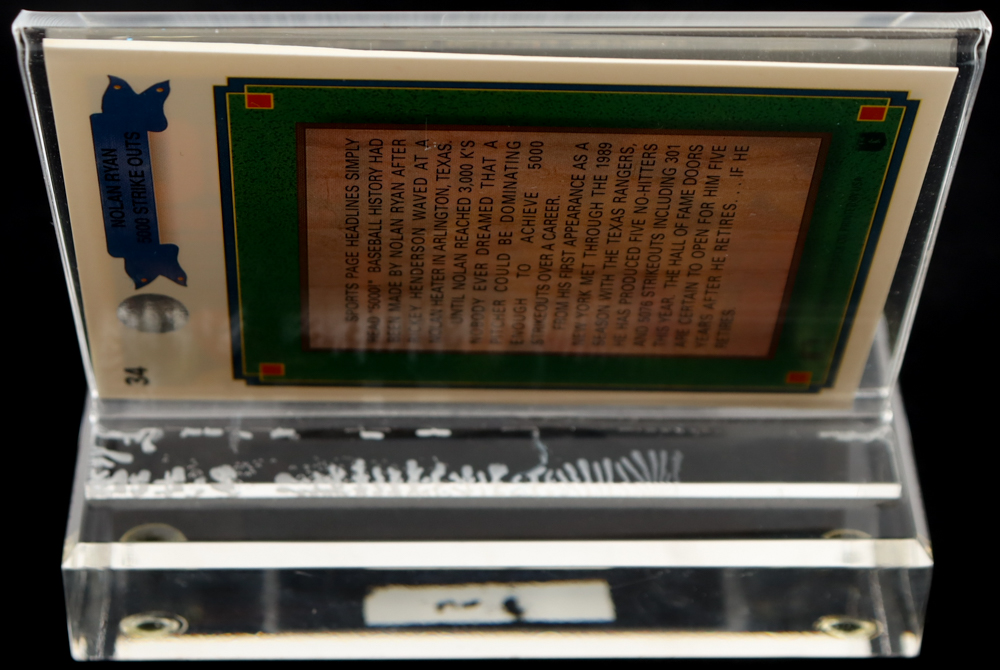 34
NOLAN RYAN
5000 STRIKE OUTS
SPORTS PAGE HEADLINES SIMPLY
READ "5000" BASEBALL HISTORY HAD
BEEN MADE BY NOLAN RYAN AFTER
RICKEY HENDERSON WAVED AT A
NOLAN HEATER IN ARLINGTON, TEXAS.
UNTIL NOLAN REACHED 3,000 K'S
NOBODY EVER DREAMED THAT A
PITCHER COULD BE DOMINATING
ENOUGH TO ACHIEVE 5000
STRIKEOUTS OVER A CAREER.
FROM HIS FIRST APPEARANCE AS A
NEW YORK MET THROUGH THE 1989
SEASON WITH THE TEXAS RANGERS,
HE HAS PRODUCED FIVE NO-HITTERS
AND 5076 STRIKEOUTS INCLUDING 301
THIS YEAR. THE HALL OF FAME DOORS
ARE CERTAIN TO OPEN FOR HIM FIVE
YEARS AFTER HE RETIRES. . . IF HE
RETIRES.